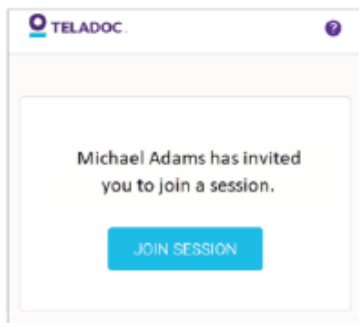 TELADOC.
?
Michael Adams has invited
you to join a session.
JOIN SESSION